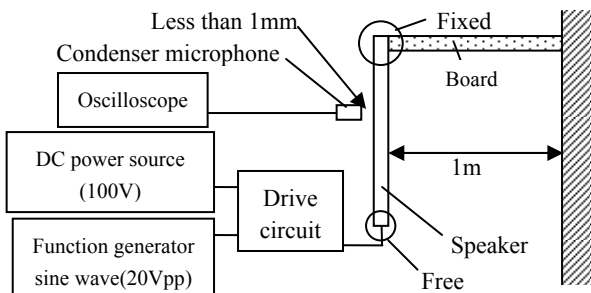 Less than 1mm
Fixed
Condenser microphone
Board
Oscilloscope
DC power source
(100V)
1m
Drive
circuit
Function generator
sine wave(20Vpp)
Speaker
Free